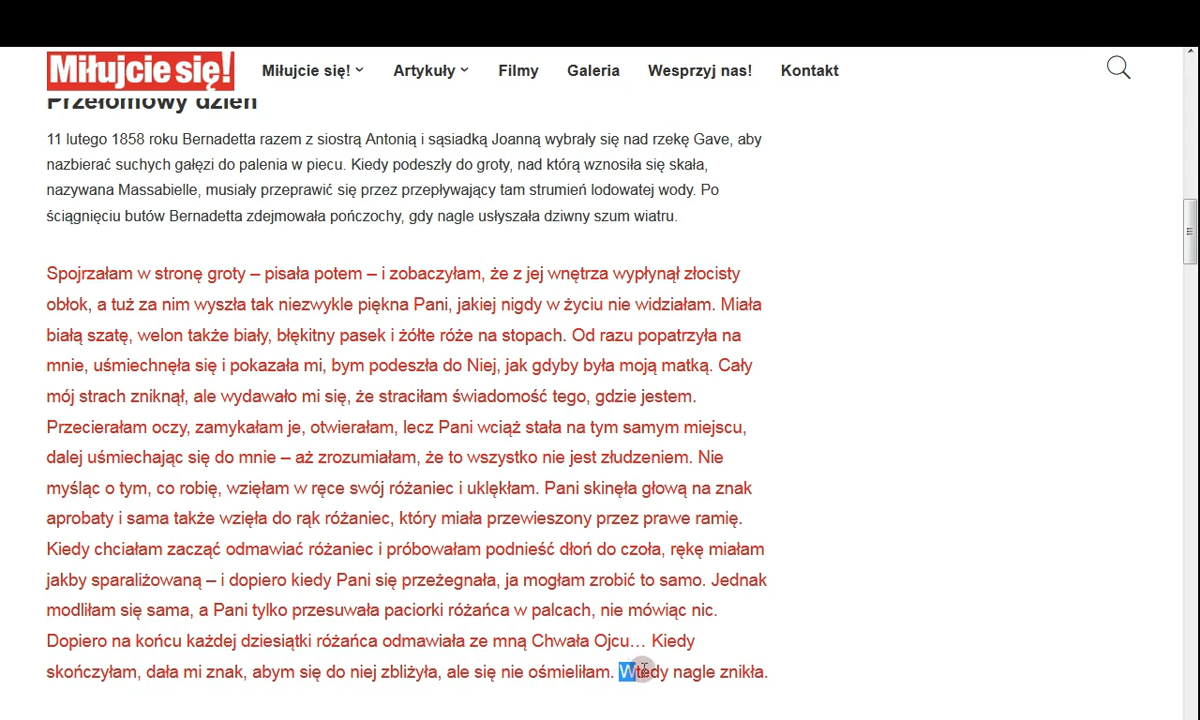 Miłujcie się!
Miłujcie się! Artykuły Filmy Galeria Wesprzyj nas! Kontakt
Przełomowy dzień
11 lutego 1858 roku Bernadetta razem z siostrą Antonią i sąsiadką Joanną wybrały się nad rzekę Gave, aby
nazbierać suchych gałęzi do palenia w piecu. Kiedy podeszły do groty, nad którą wznosiła się skała,
nazywana Massabielle, musiały przeprawić się przez przepływający tam strumień lodowatej wody. Po
ściągnięciu butów Bernadetta zdejmowała pończochy, gdy nagle usłyszała dziwny szum wiatru.
Spojrzałam w stronę groty – pisała potem – i zobaczyłam, że z jej wnętrza wypłynął złocisty
obłok, a tuż za nim wyszła tak niezwykle piękna Pani, jakiej nigdy w życiu nie widziałam. Miała
białą szatę, welon także biały, błękitny pasek i żółte róże na stopach. Od razu popatrzyła na
mnie, uśmiechnęła się i pokazała mi, bym podeszła do Niej, jak gdyby była moją matką. Cały
mój strach zniknął, ale wydawało mi się, że straciłam świadomość tego, gdzie jestem.
Przecierałam oczy, zamykałam je, otwierałam, lecz Pani wciąż stała na tym samym miejscu,
dalej uśmiechając się do mnie – aż zrozumiałam, że to wszystko nie jest złudzeniem. Nie
myśląc o tym, co robię, wzięłam w ręce swój różaniec i uklękłam. Pani skinęła głową na znak
aprobaty i sama także wzięła do rąk różaniec, który miała przewieszony przez prawe ramię.
Kiedy chciałam zacząć odmawiać różaniec i próbowałam podnieść dłoń do czoła, rękę miałam
jakby sparaliżowaną – i dopiero kiedy Pani się przeżegnała, ja mogłam zrobić to samo. Jednak
modliłam się sama, a Pani tylko przesuwała paciorki różańca w palcach, nie mówiąc nic.
Dopiero na końcu każdej dziesiątki różańca odmawiała ze mną Chwała Ojcu… Kiedy
skończyłam, dała mi znak, abym się do niej zbliżyła, ale się nie ośmieliłam. Wtedy nagle znikła.